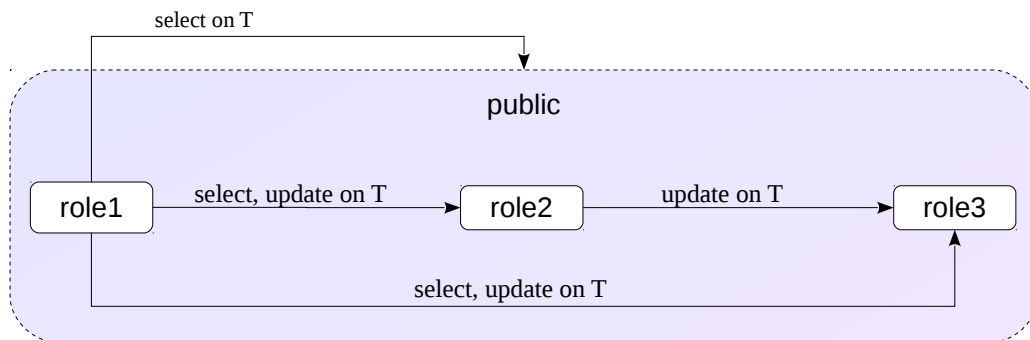 select on T
public
role1
select, update on T
role2
update on T
role3
select, update on T